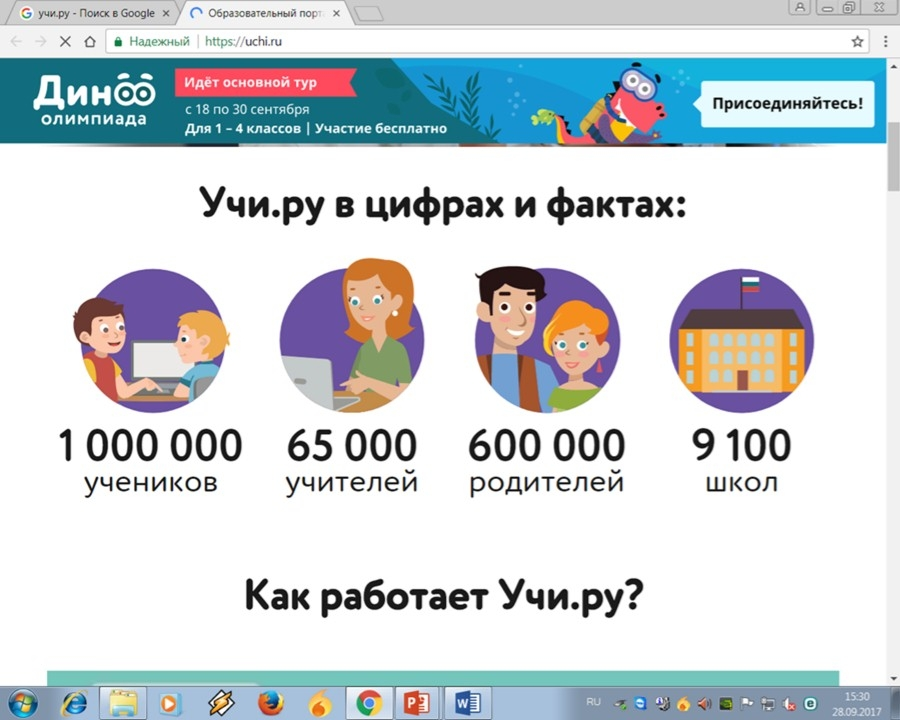 учи.ру - Поиск в Google
Образовательный порт
Надежный
https://uchi.ru
Дино
олимпиада
Идёт основной тур
с 18 по 30 сентября
Для 1 – 4 классов | Участие бесплатно
Присоединяйтесь!
Учи.ру в цифрах и фактах:
1 000 000
учеников
65 000
учителей
600 000
родителей
9 100
школ
Как работает Учи.ру?
RU
15:30
28.09.2017